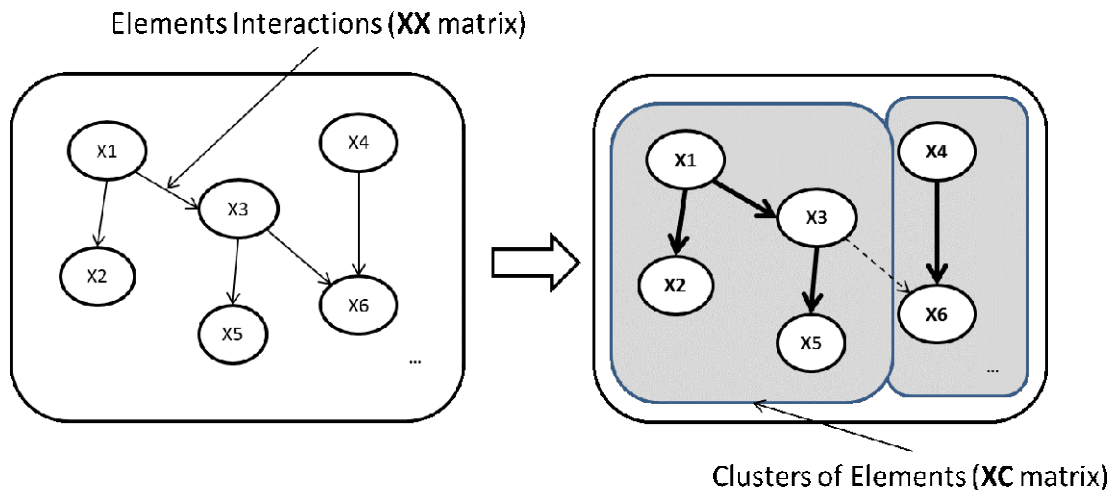 Elements Interactions (XX matrix)
X1
X4
X3
X2
X6
X5
...
X1
X4
X3
X2
X6
X5
...
Clusters of Elements (XC matrix)